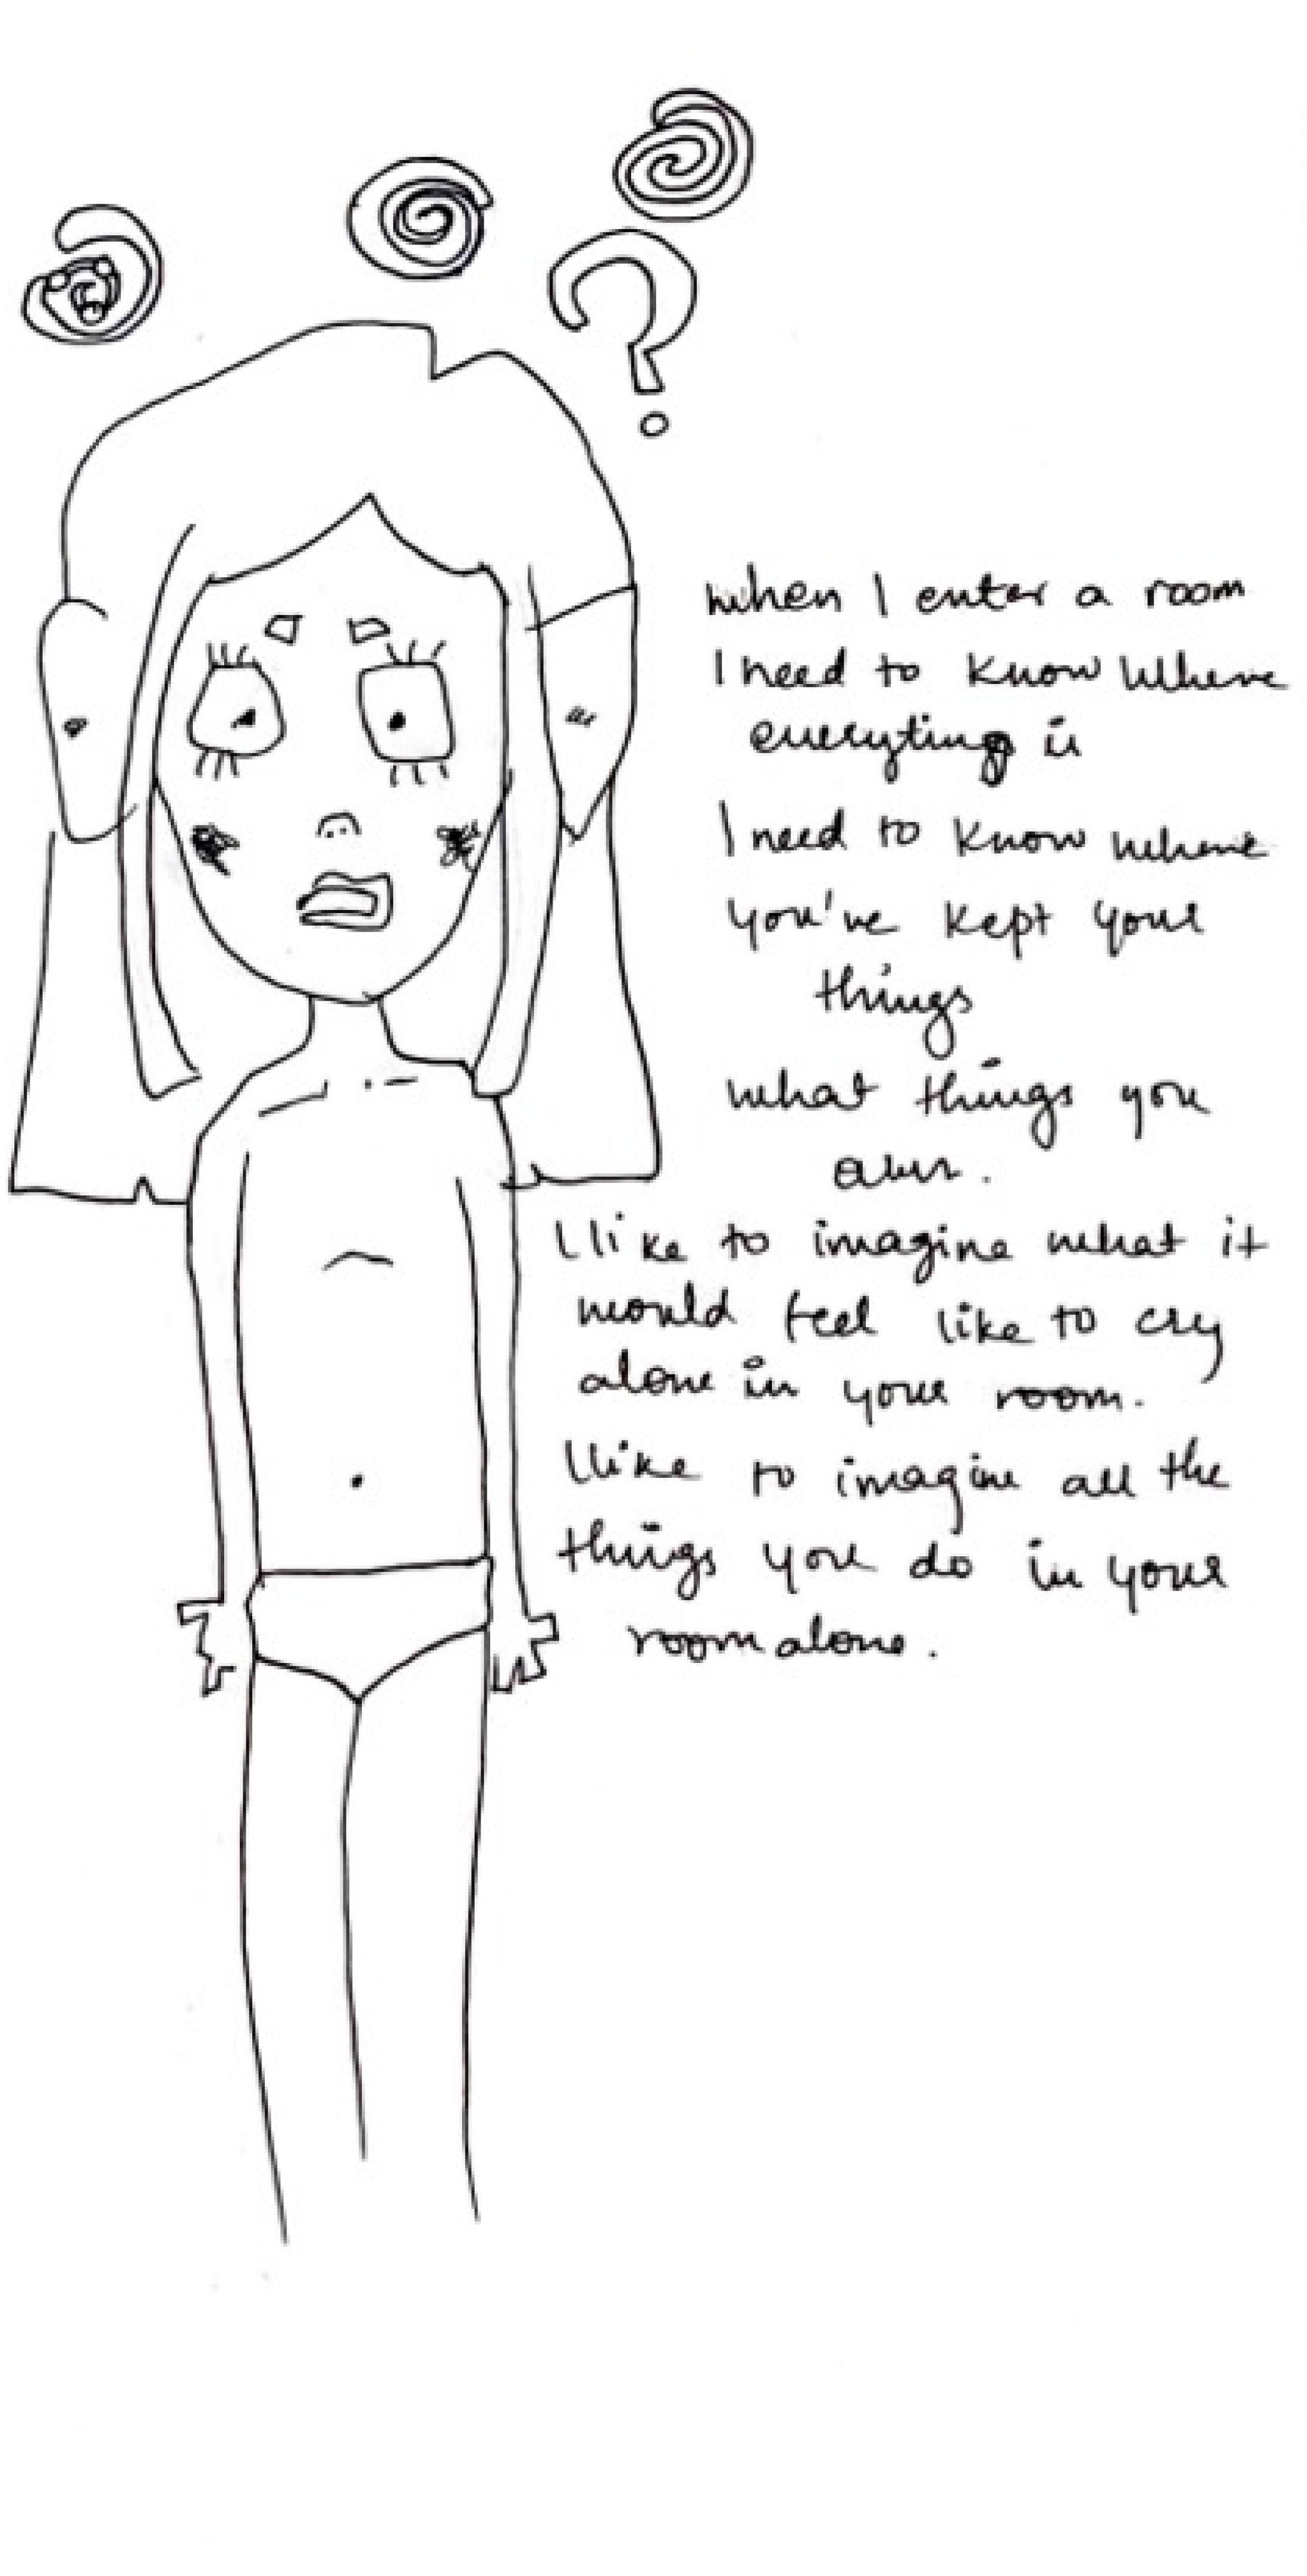 ?
when I enter a room
I need to know where
everyting is
I need to know where
you've kept your
things
what things you
I like to imagine what it
would feel like to cry
alone in your room.
I like to imagine all the
things you do in your
room alone.